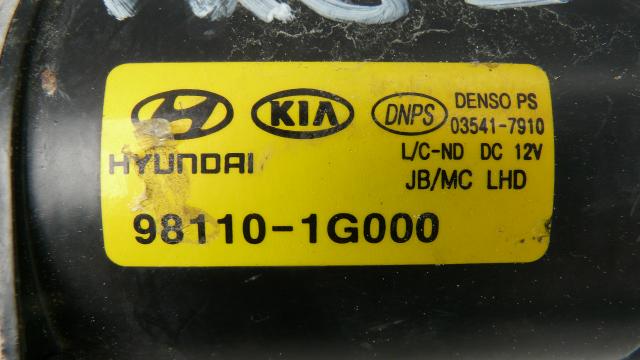 KIA DNPS DENSO PS
03541-7910
HYUNDAI L/C-ND DC 12V
JB/MC LHD
98110-1G000